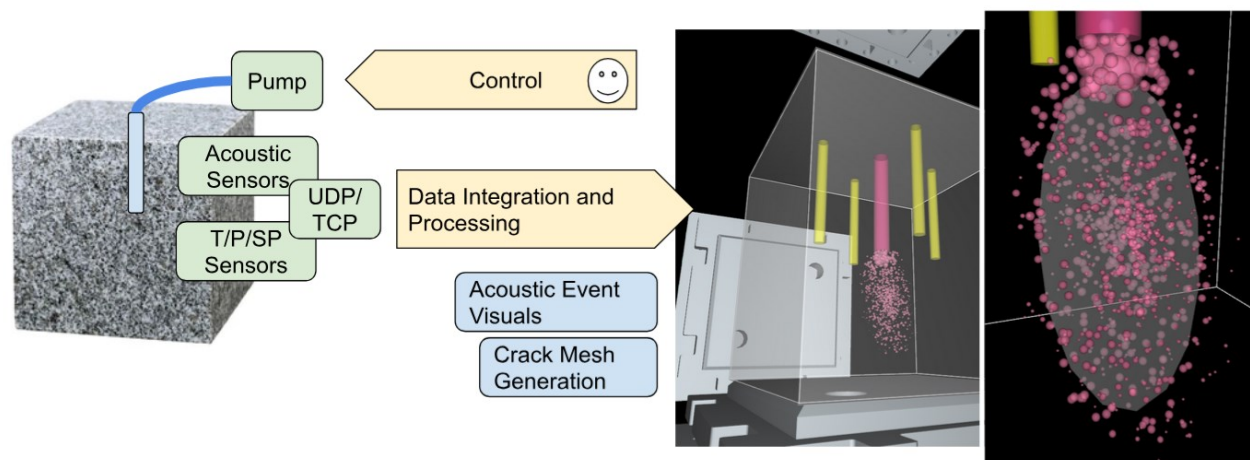 Pump
Control
Acoustic
Sensors
UDP/
TCP
T/P/SP
Sensors
Data Integration and
Processing
Acoustic Event
Visuals
Crack Mesh
Generation